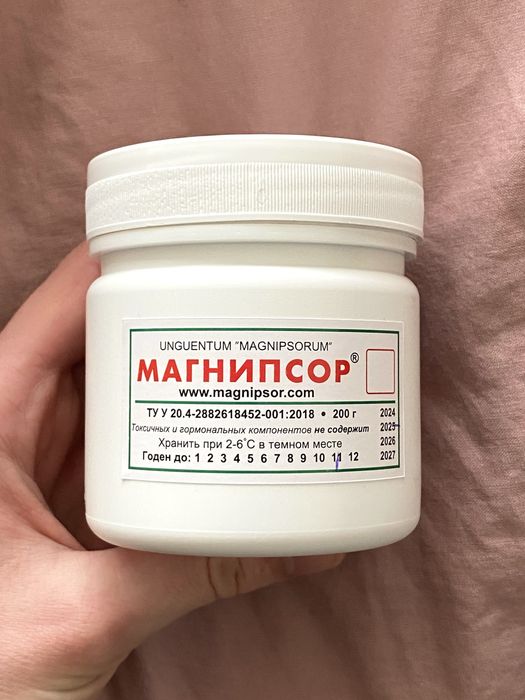 UNGUENTUM "MAGNIPSORUM"
МАГНИПСОР®
www.magnipsor.com
ТУ У 20.4-2882618452-001:2018 • 200 г
Токсичных и гормональных компонентов не содержит
Хранить при 2-6°С в темном месте
Годен до: 1 2 3 4 5 6 7 8 9 10 11 12
2024
2025
2026
2027